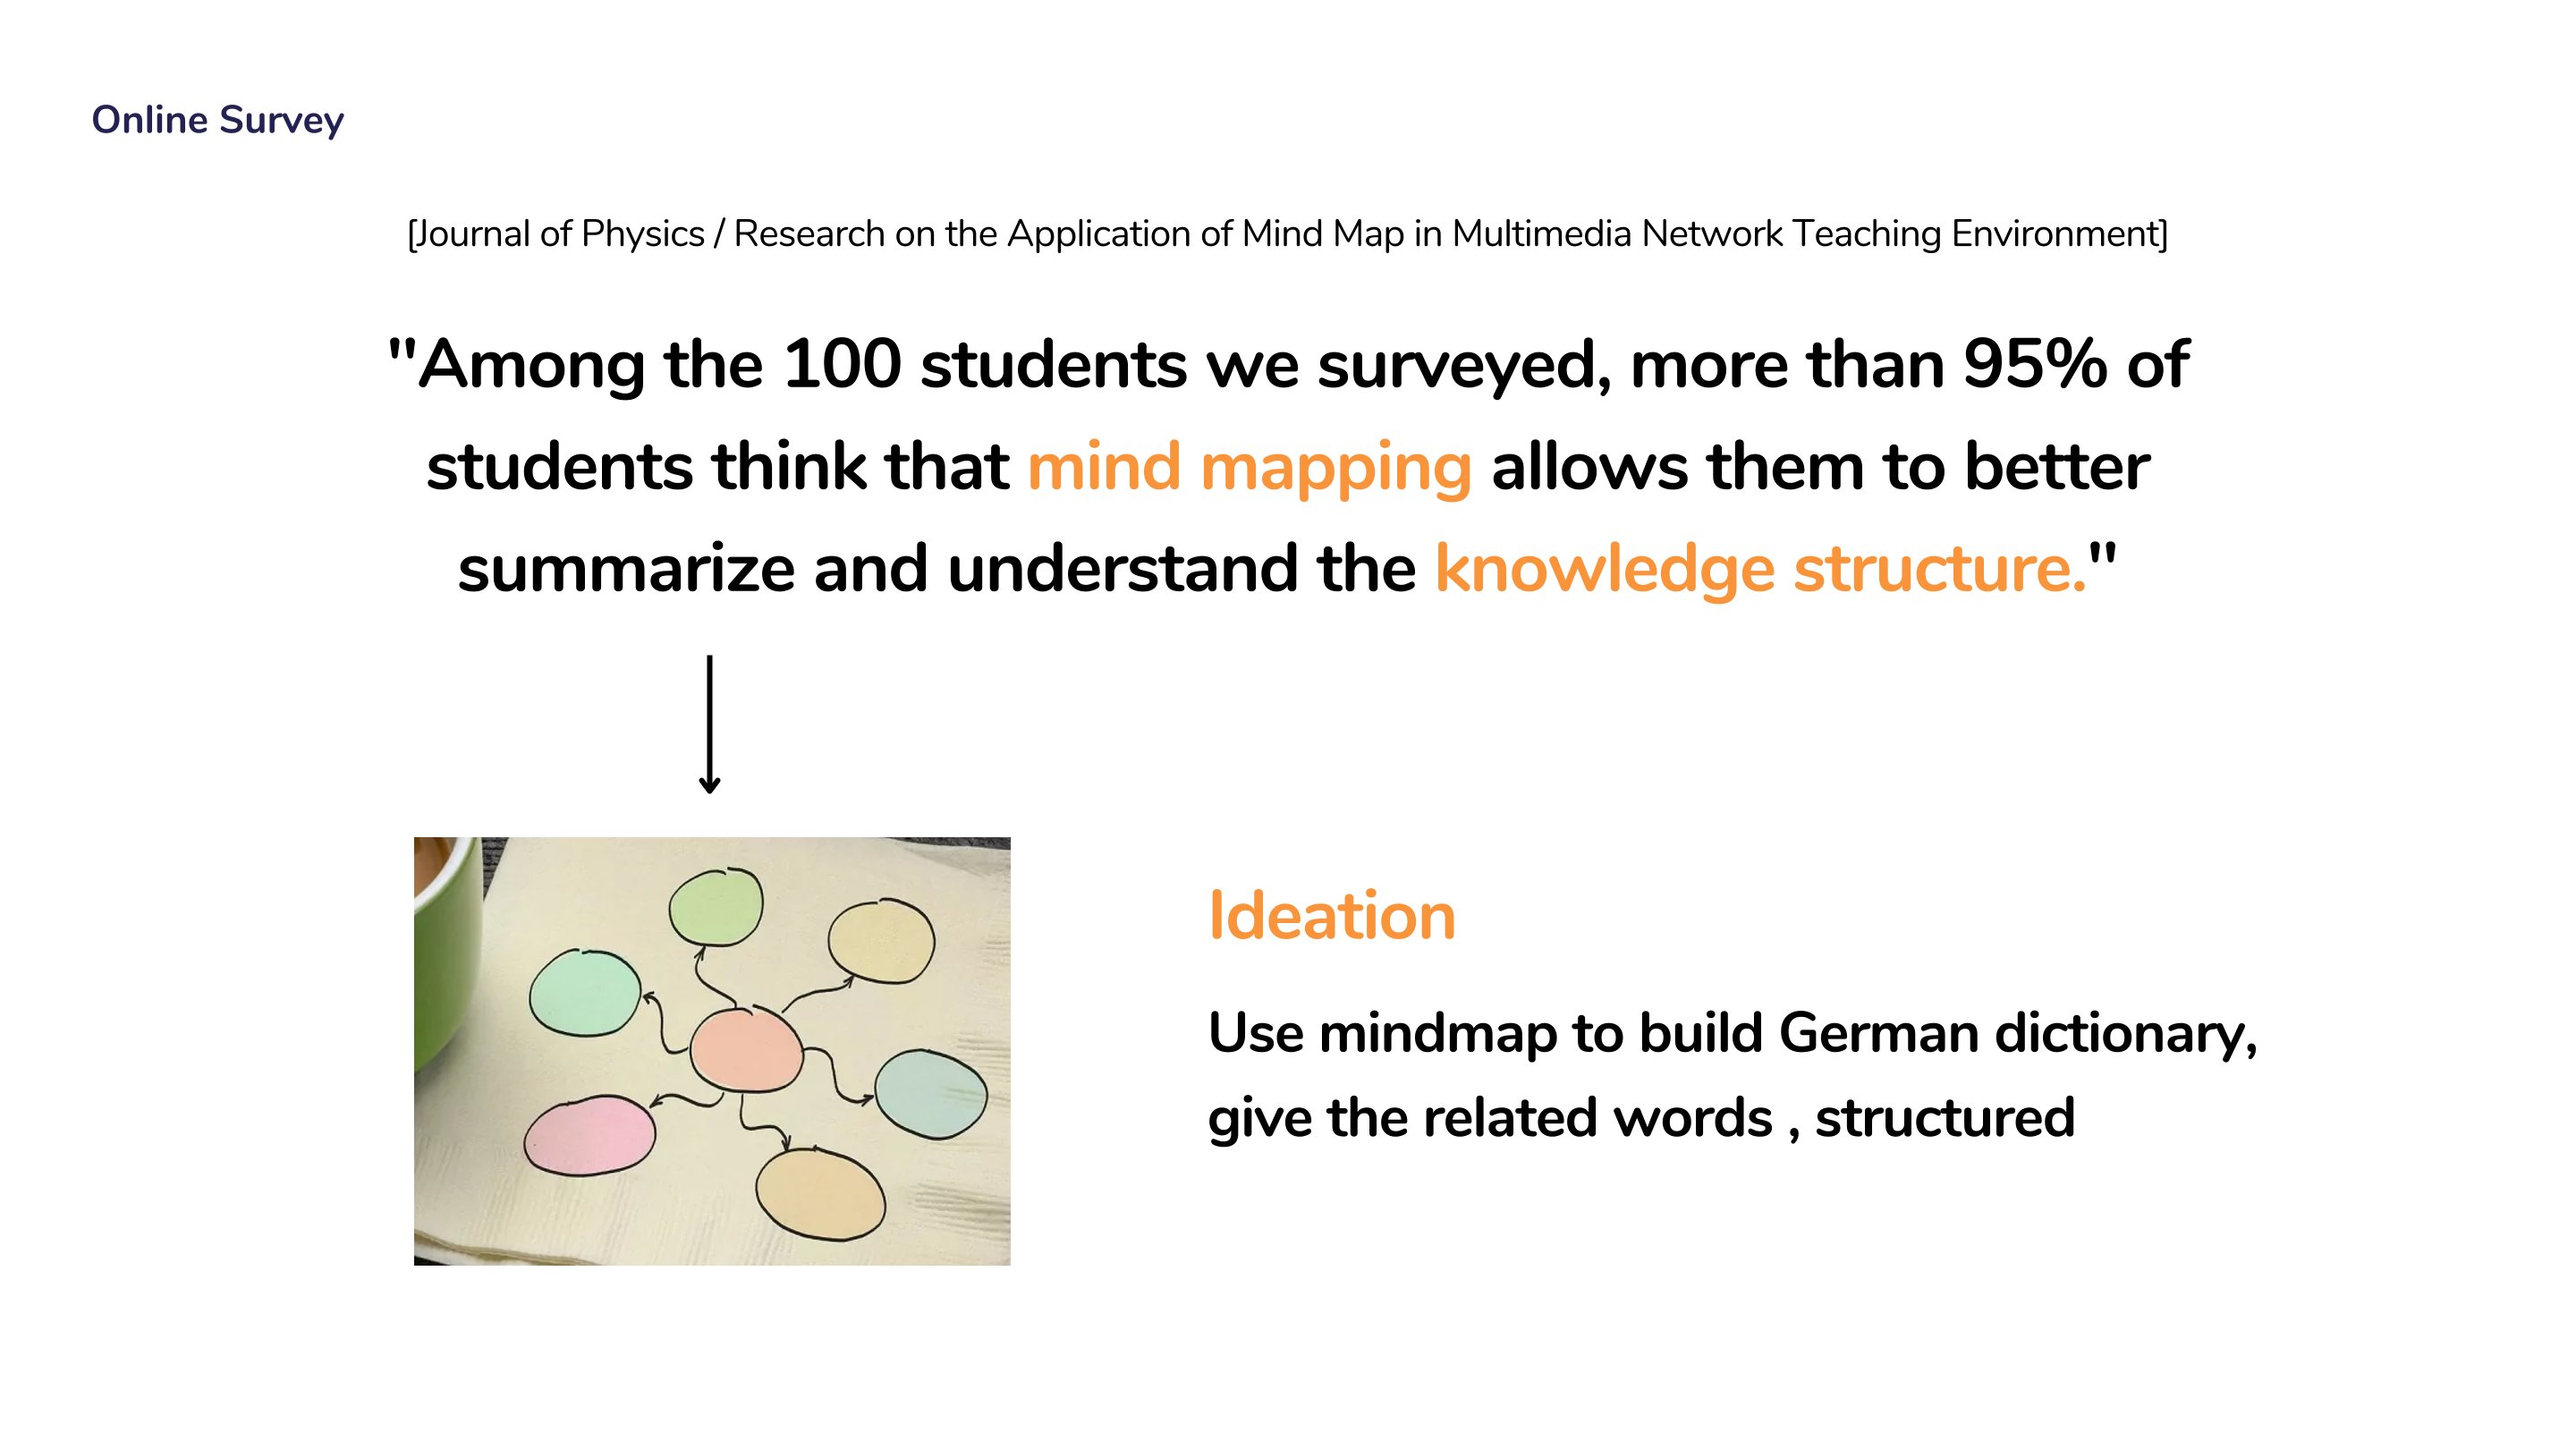 Online Survey
[Journal of Physics / Research on the Application of Mind Map in Multimedia Network Teaching Environment]
"Among the 100 students we surveyed, more than 95% of
students think that mind mapping allows them to better
summarize and understand the knowledge structure."
Ideation
Use mindmap to build German dictionary,
give the related words , structured